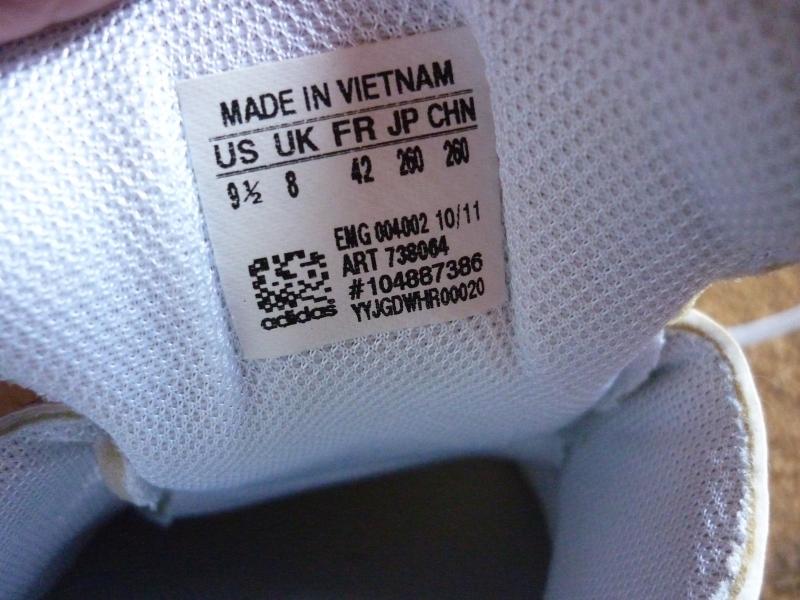 MADE IN VIETNAM
US UK FR JP CHN
9½ 8 42 260 260
EMG 004002 10/11
ART 738064
#104887386
YYJGDWHR00020
adidas